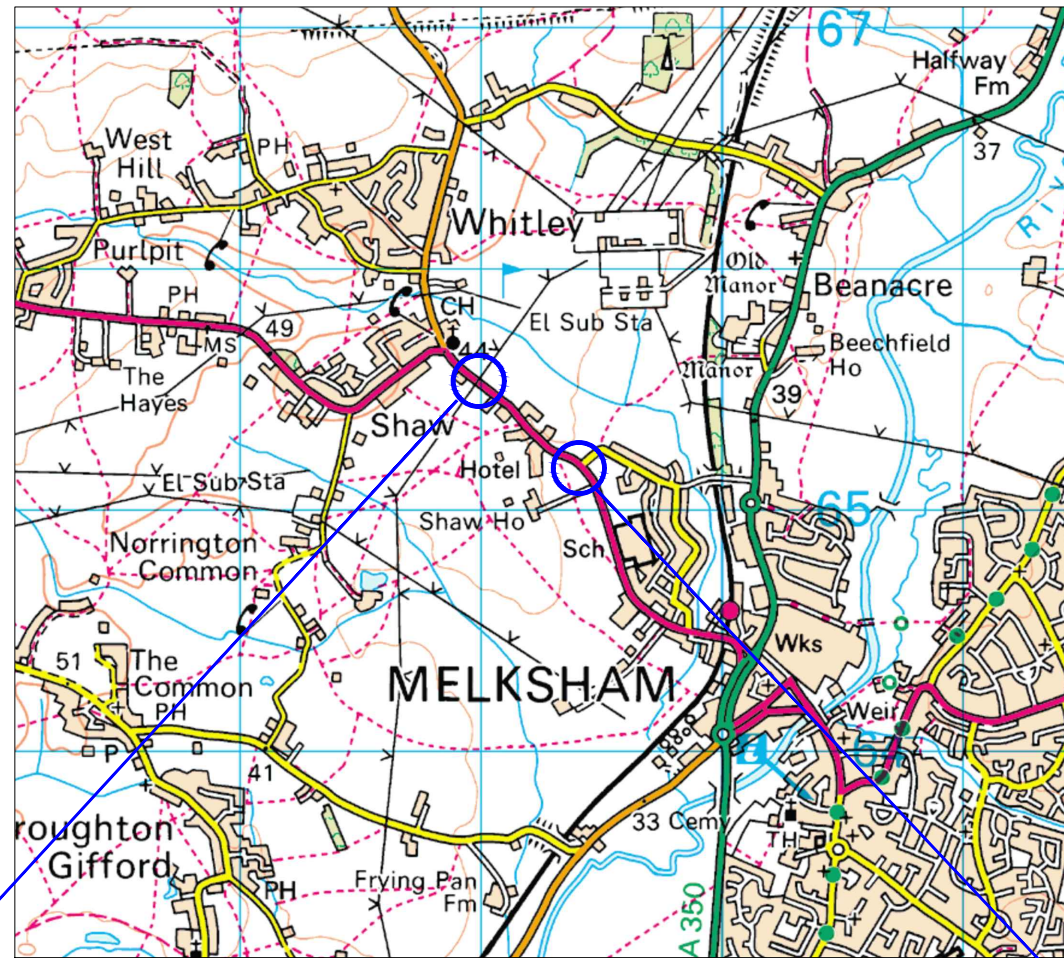 67
Halfway
Fm
37
West
Hill
PH
Whitley
RIV
Purlpit
Old
Manor
Beanacre
PH
CH
49
MS
44
El Sub Sta
Manor
Beechfield
Ho
The
Hayes
39
Shaw
Hotel
El Sub Sta
65
Shaw Ho
Norrington
Common
Sch
51
The
Common
PH
MELKSHAM
Wks
Weir
P
64
41
roughton
Gifford
33 Cemy
TH
PH
Frying Pan
Fm
A 350